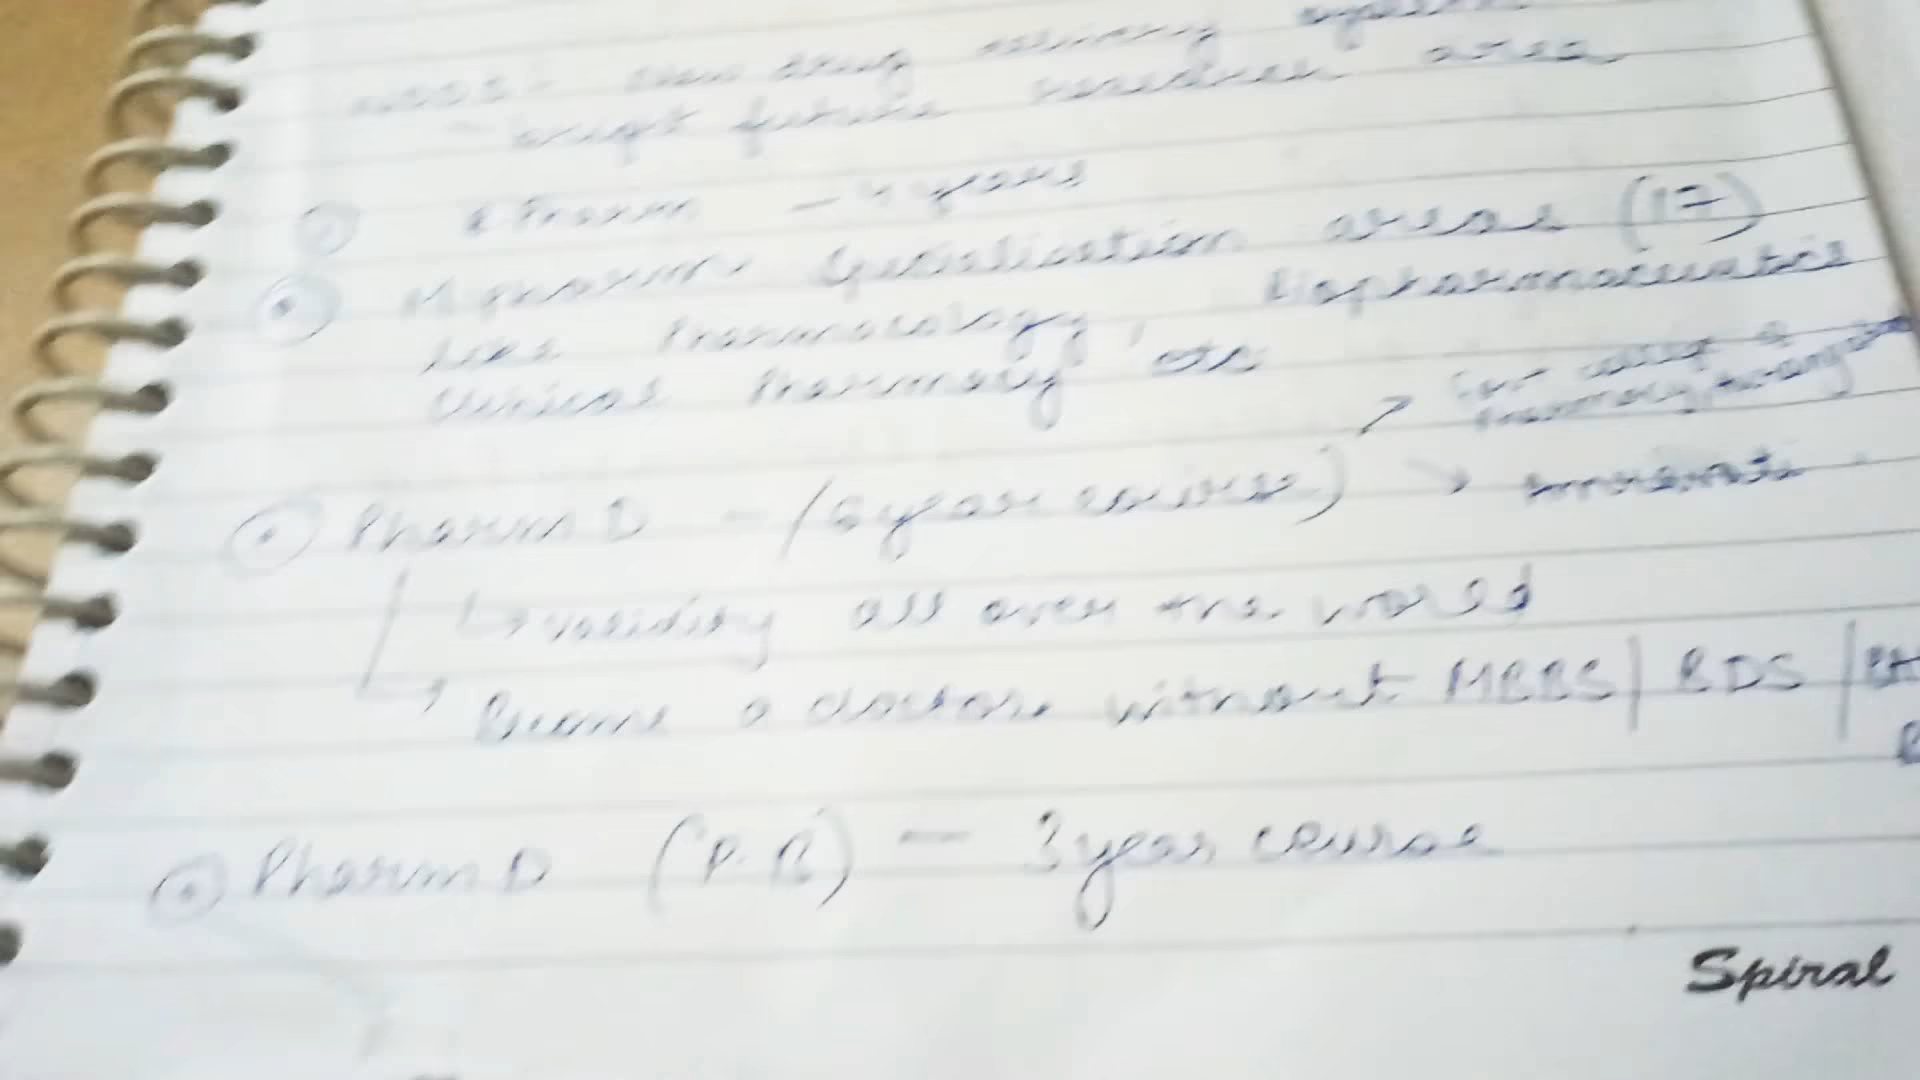 NDDS - New drug delivery system
- bright future research area
B Pharm - 4 years
M.pharm. Specialisation areas (17)
like Pharmacology, Biopharmaceutics
Clinical Pharmacy etc
Pharm D - (6 year course)
→ validity all over the world
→ Become a doctor without MBBS | BDS |
Pharm D (P.B) - 3 year course
Spiral